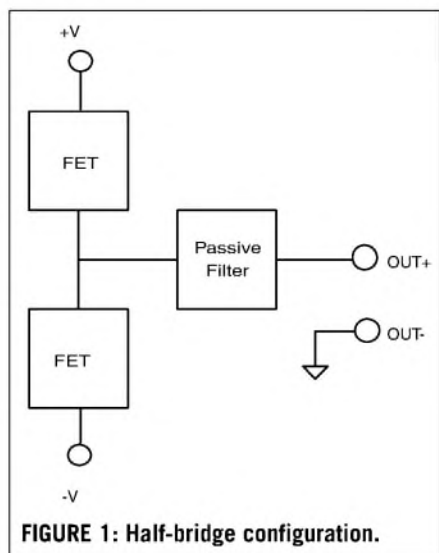 +V
FET
Passive
Filter
OUT+
OUT-
FET
-V
FIGURE 1: Half-bridge configuration.